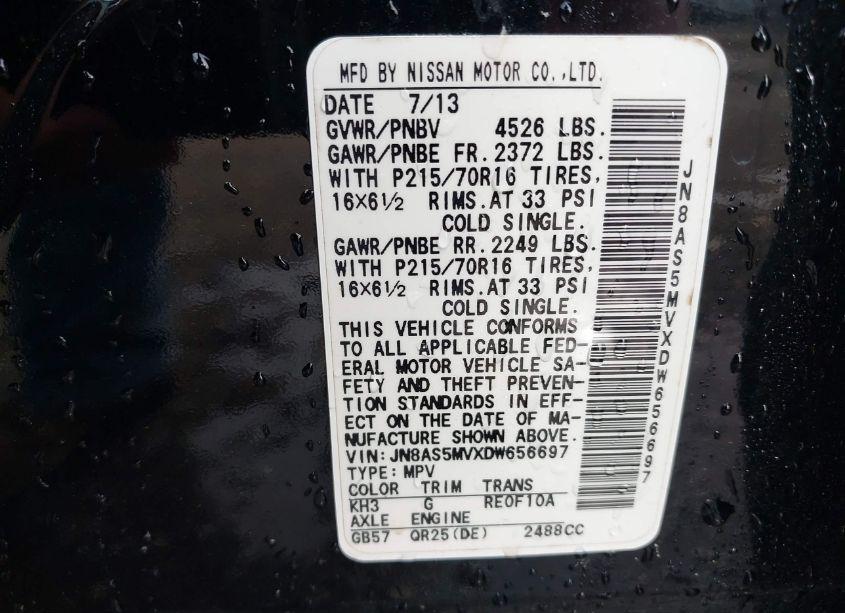 MFD BY NISSAN MOTOR CO.,LTD.
DATE 7/13
GVWR/PNBV 4526 LBS.
GAWR/PNBE FR. 2372 LBS.
WITH P215/70R16 TIRES,
16×6½ RIMS. AT 33 PSI
COLD SINGLE.
GAWR/PNBE RR. 2249 LBS.
WITH P215/70R16 TIRES,
16×6½ RIMS. AT 33 PSI
COLD SINGLE.
THIS VEHICLE CONFORMS
TO ALL APPLICABLE FED-
ERAL MOTOR VEHICLE SA-
FETY AND THEFT PREVEN-
TION STANDARDS IN EFF-
ECT ON THE DATE OF MA-
NUFACTURE SHOWN ABOVE.
VIN: JN8AS5MVXDW656697
TYPE: MPV
COLOR TRIM TRANS
KH3 G RE0F10A
AXLE ENGINE
GB57 QR25(DE) 2488CC
JN8AS5MVXDW656697